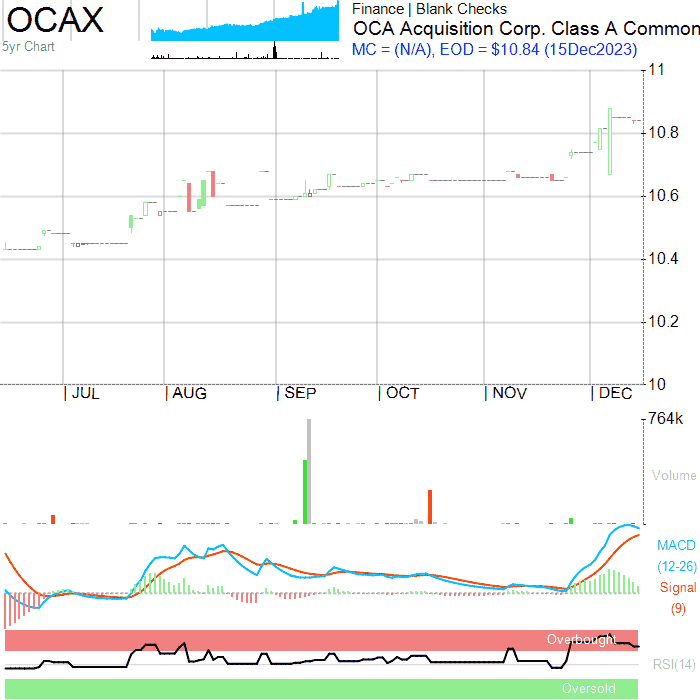 OCAX
5yr Chart
Finance | Blank Checks
OCA Acquisition Corp. Class A Common
MC = (N/A), EOD = $10.84 (15Dec2023)
11
10.8
10.6
10.4
10.2
10
| JUL | AUG | SEP | OCT | NOV | DEC
764k
Volume
MACD
(12-26)
Signal
(9)
Overbought
RSI(14)
Oversold